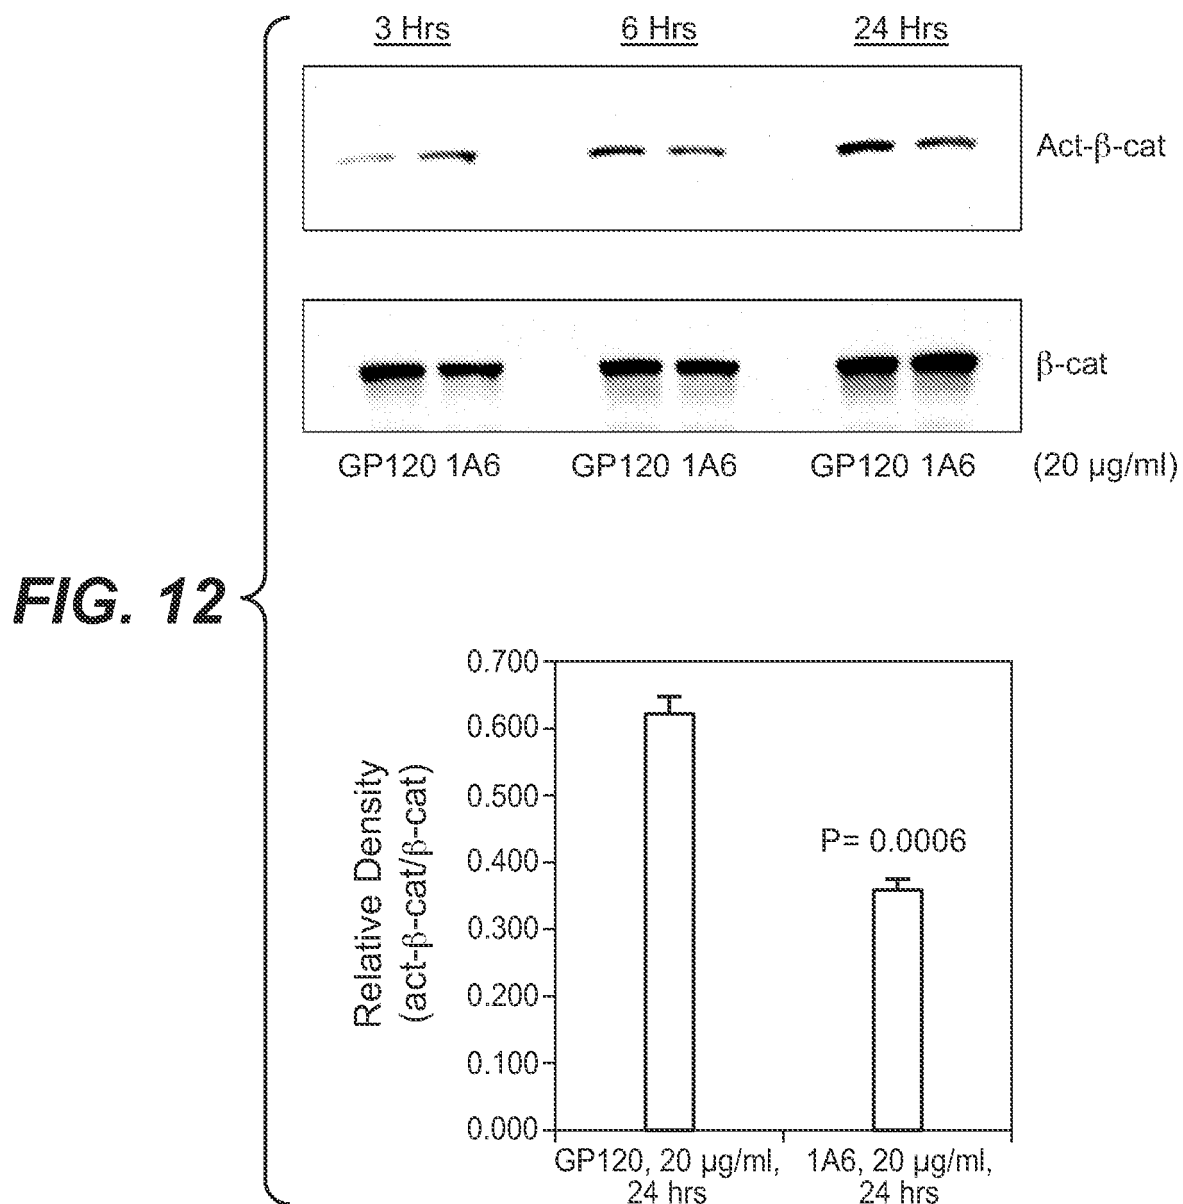 3 Hrs 6 Hrs 24 Hrs
Act-β-cat
β-cat
GP120 1A6 GP120 1A6 GP120 1A6 (20 µg/ml)
FIG. 12
0.700
0.600
0.500
0.400
0.300
0.200
0.100
0.000
Relative Density
(act-β-cat/β-cat)
P= 0.0006
GP120, 20 µg/ml, 1A6, 20 µg/ml,
24 hrs 24 hrs